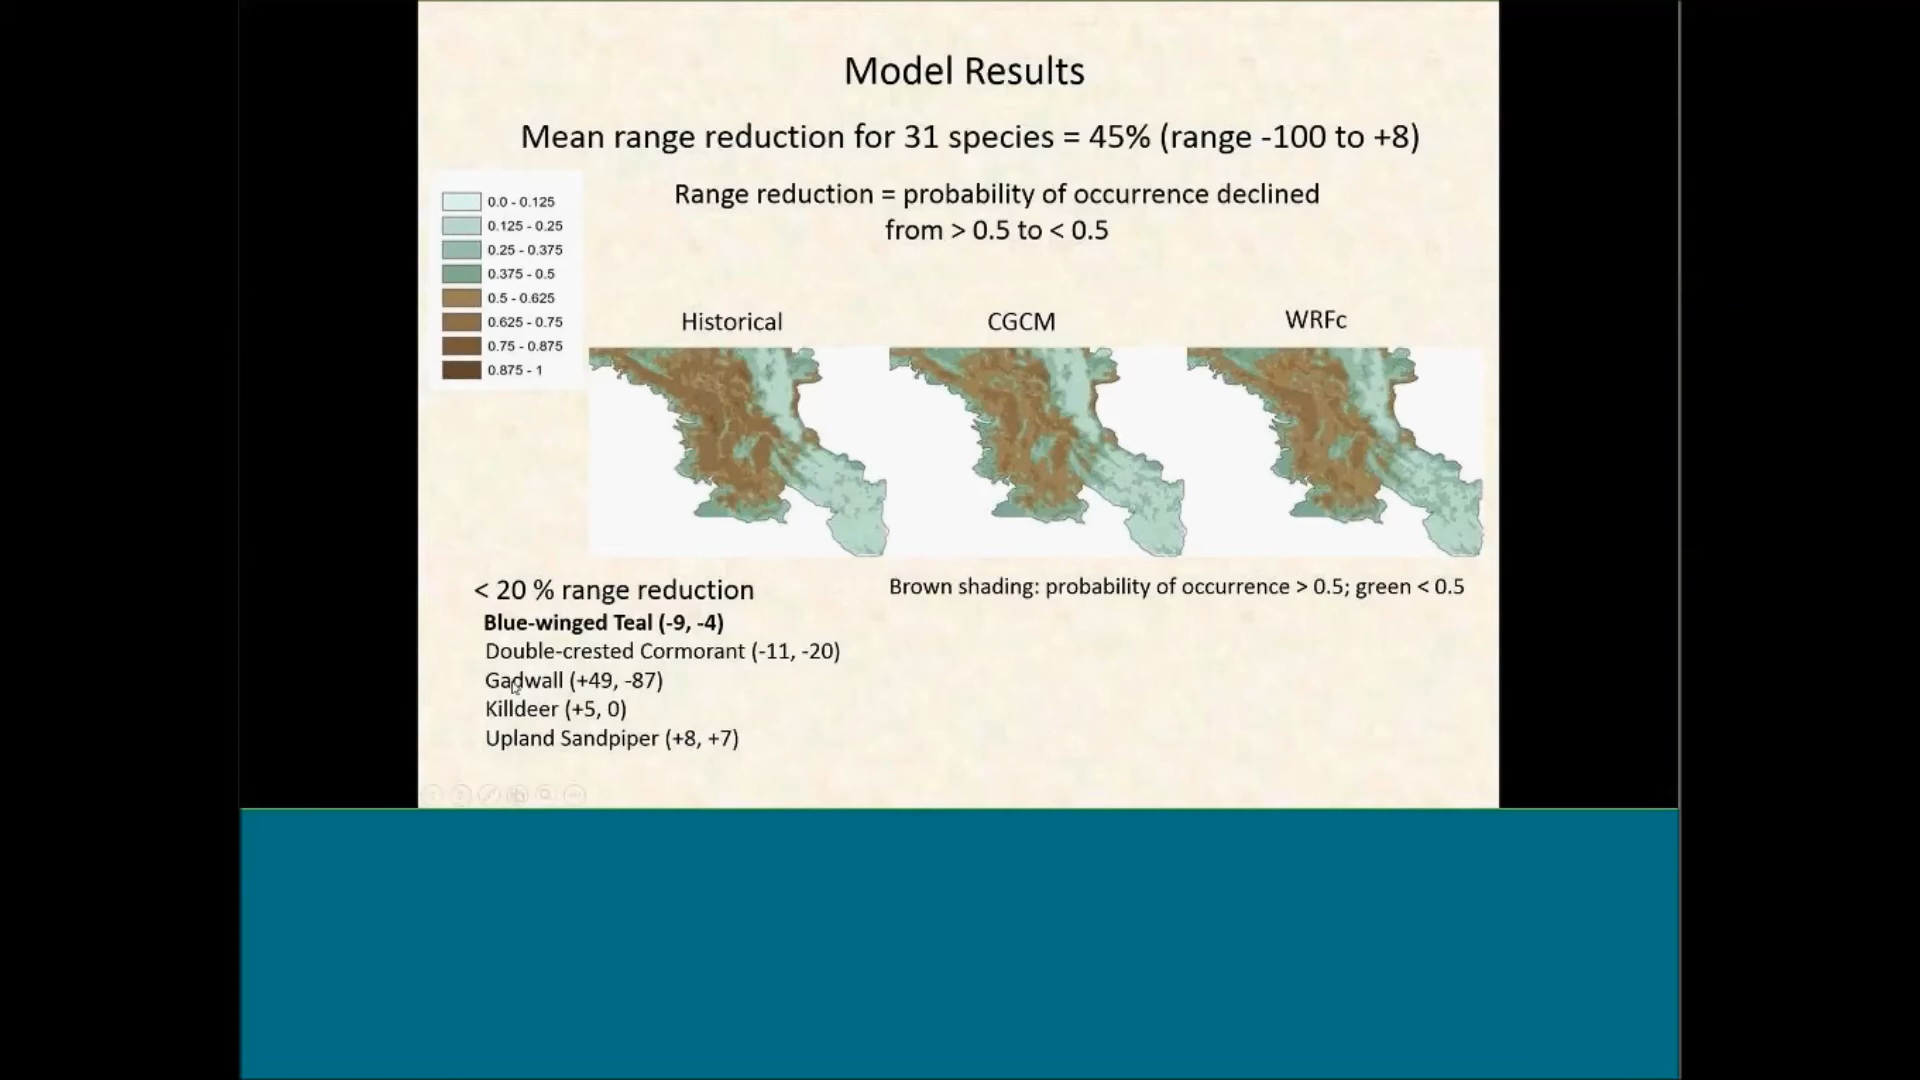 Model Results
Mean range reduction for 31 species = 45% (range -100 to +8)
Range reduction = probability of occurrence declined
from > 0.5 to < 0.5
0.0 - 0.125
0.125 - 0.25
0.25 - 0.375
0.375 - 0.5
0.5 - 0.625
0.625 - 0.75
0.75 - 0.875
0.875 - 1
Historical
CGCM
WRFc
< 20 % range reduction
Blue-winged Teal (-9, -4)
Double-crested Cormorant (-11, -20)
Gadwall (+49, -87)
Killdeer (+5, 0)
Upland Sandpiper (+8, +7)
Brown shading: probability of occurrence > 0.5; green < 0.5